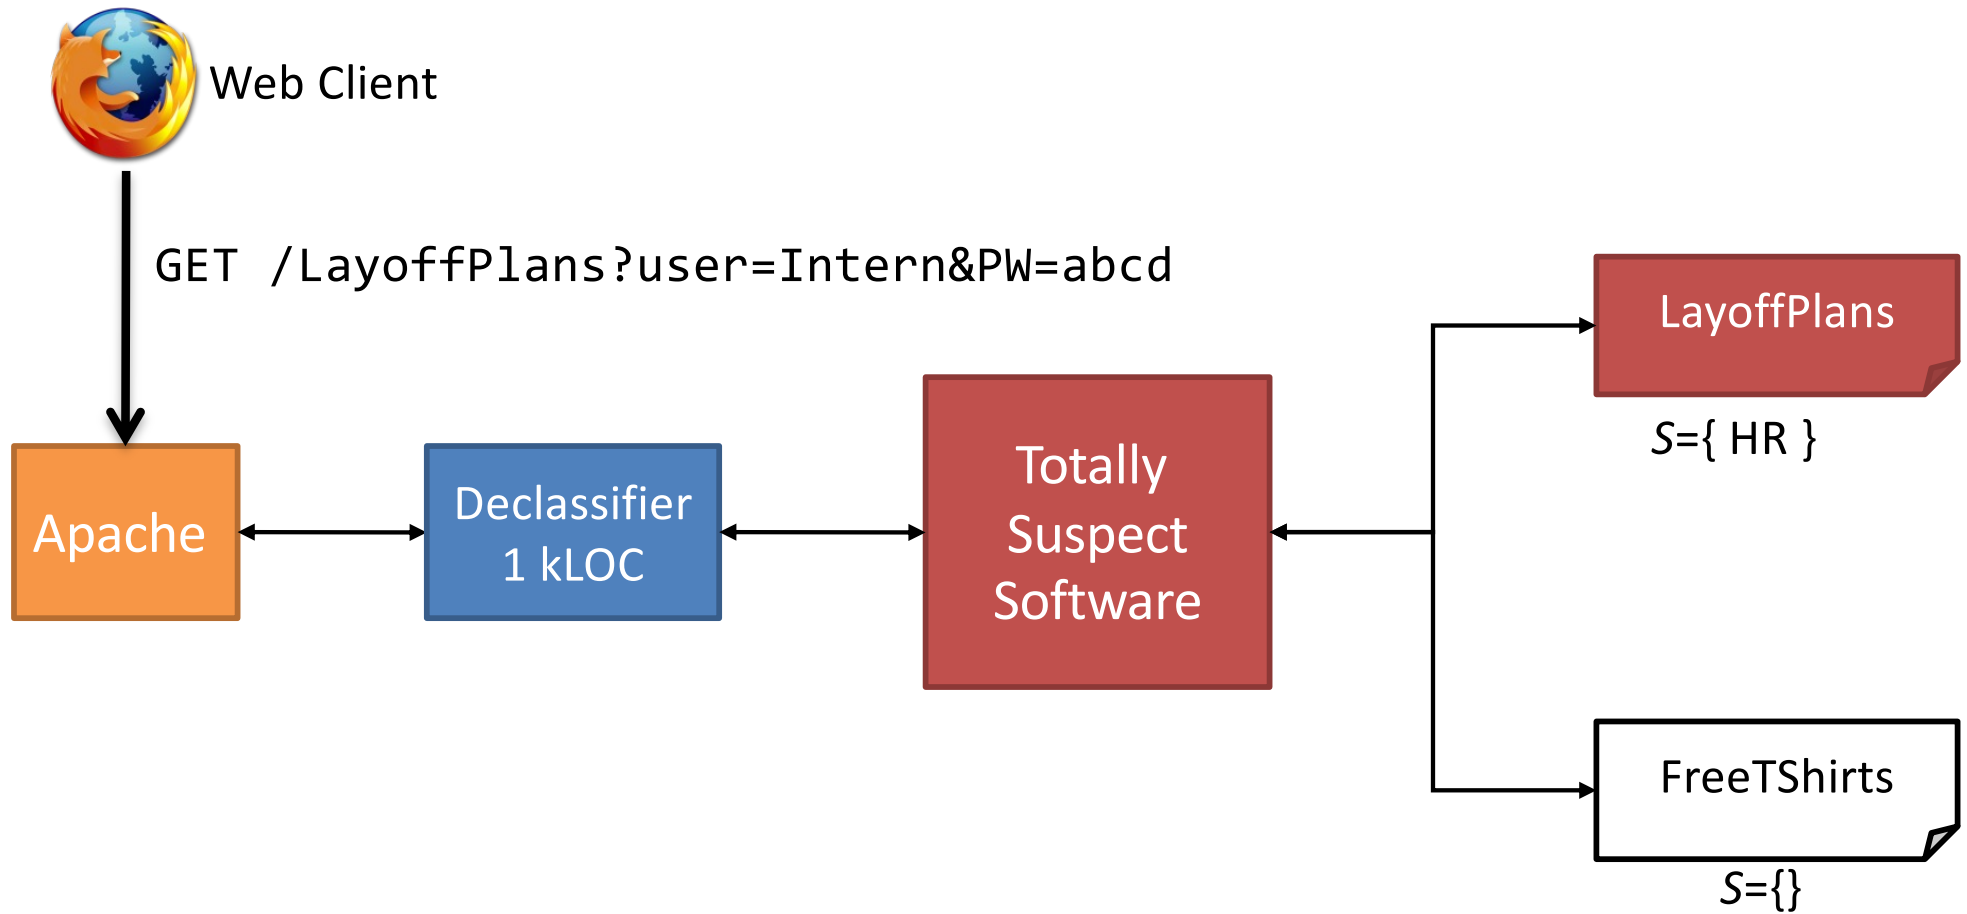 Web Client
GET /LayoffPlans?user=Intern&PW=abcd
LayoffPlans
S={ HR }
Apache
Declassifier
1 kLOC
Totally
Suspect
Software
FreeTShirts
S={}